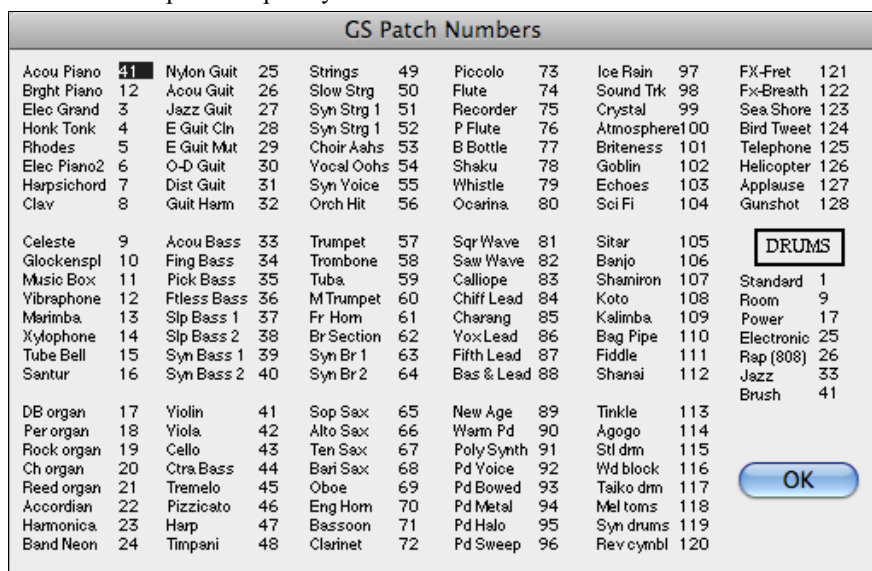 GS Patch Numbers
Acou Piano 41
Brght Piano 12
Elec Grand 3
Honk Tonk 4
Rhodes 5
Elec Piano2 6
Harpsichord 7
Clav 8
Celeste 9
Glockenspl 10
Music Box 11
Vibraphone 12
Marimba 13
Xylophone 14
Tube Bell 15
Santur 16
DB organ 17
Per organ 18
Rock organ 19
Ch organ 20
Reed organ 21
Accordian 22
Harmonica 23
Band Neon 24
Nylon Guit 25
Acou Guit 26
Jazz Guit 27
E Guit Cln 28
E Guit Mut 29
O-D Guit 30
Dist Guit 31
Guit Harm 32
Acou Bass 33
Fing Bass 34
Pick Bass 35
Ftless Bass 36
Slp Bass 1 37
Slp Bass 2 38
Syn Bass 1 39
Syn Bass 2 40
Violin 41
Viola 42
Cello 43
Ctra Bass 44
Tremelo 45
Pizzicato 46
Harp 47
Timpani 48
Strings 49
Slow Strg 50
Syn Strg 1 51
Syn Strg 1 52
Choir Aahs 53
Vocal Oohs 54
Syn Voice 55
Orch Hit 56
Trumpet 57
Trombone 58
Tuba 59
M Trumpet 60
Fr Horn 61
Br Section 62
Syn Br 1 63
Syn Br 2 64
Sop Sax 65
Alto Sax 66
Ten Sax 67
Bari Sax 68
Oboe 69
Eng Horn 70
Bassoon 71
Clarinet 72
Piccolo 73
Flute 74
Recorder 75
P Flute 76
B Bottle 77
Shaku 78
Whistle 79
Ocarina 80
Sqr Wave 81
Saw Wave 82
Calliope 83
Chiff Lead 84
Charang 85
Vox Lead 86
Fifth Lead 87
Bas & Lead 88
New Age 89
Warm Pd 90
Poly Synth 91
Pd Voice 92
Pd Bowed 93
Pd Metal 94
Pd Halo 95
Pd Sweep 96
Ice Rain 97
Sound Trk 98
Crystal 99
Atmosphere 100
Briteness 101
Goblin 102
Echoes 103
Sci Fi 104
Sitar 105
Banjo 106
Shamiron 107
Koto 108
Kalimba 109
Bag Pipe 110
Fiddle 111
Shanai 112
Tinkle 113
Agogo 114
Stl drm 115
Wd block 116
Taiko drm 117
Mel toms 118
Syn drums 119
Rev cymbl 120
FX-Fret 121
Fx-Breath 122
Sea Shore 123
Bird Tweet 124
Telephone 125
Helicopter 126
Applause 127
Gunshot 128
DRUMS
Standard 1
Room 9
Power 17
Electronic 25
Rap (808) 26
Jazz 33
Brush 41
OK